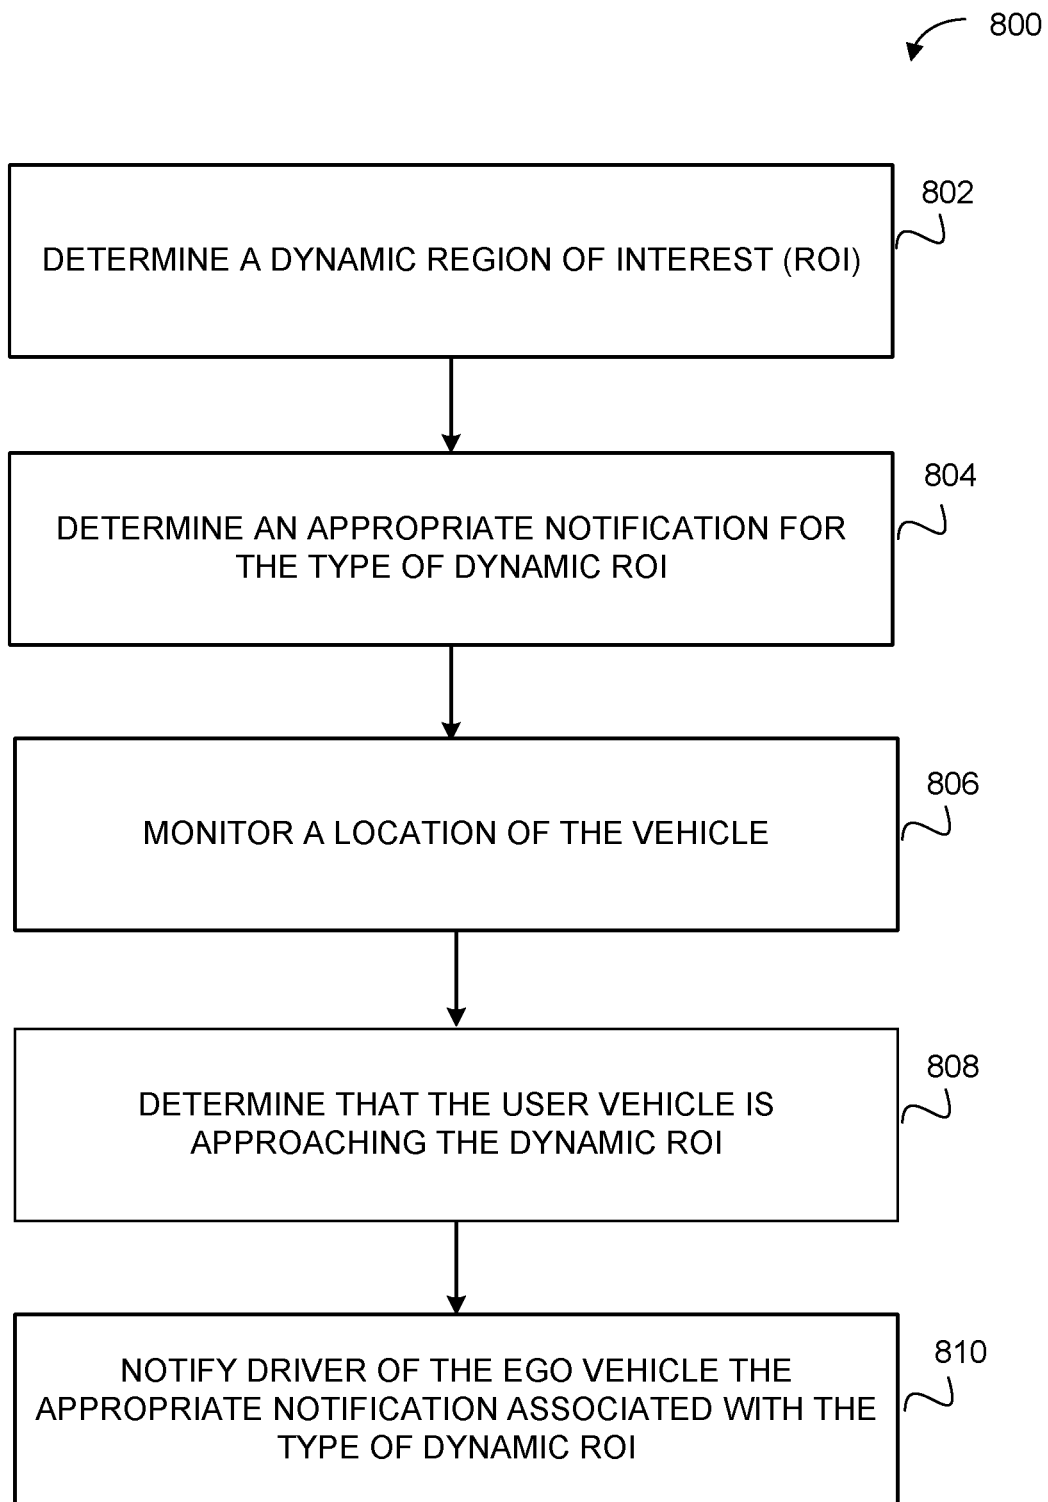 800
802
DETERMINE A DYNAMIC REGION OF INTEREST (ROI)
804
DETERMINE AN APPROPRIATE NOTIFICATION FOR
THE TYPE OF DYNAMIC ROI
806
MONITOR A LOCATION OF THE VEHICLE
808
DETERMINE THAT THE USER VEHICLE IS
APPROACHING THE DYNAMIC ROI
810
NOTIFY DRIVER OF THE EGO VEHICLE THE
APPROPRIATE NOTIFICATION ASSOCIATED WITH THE
TYPE OF DYNAMIC ROI